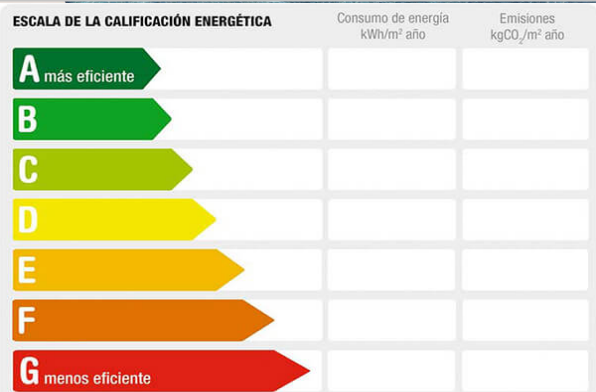 ESCALA DE LA CALIFICACIÓN ENERGÉTICA
Consumo de energía
kWh/m² año
Emisiones
kgCO₂/m² año
A más eficiente
B
C
D
E
F
G menos eficiente